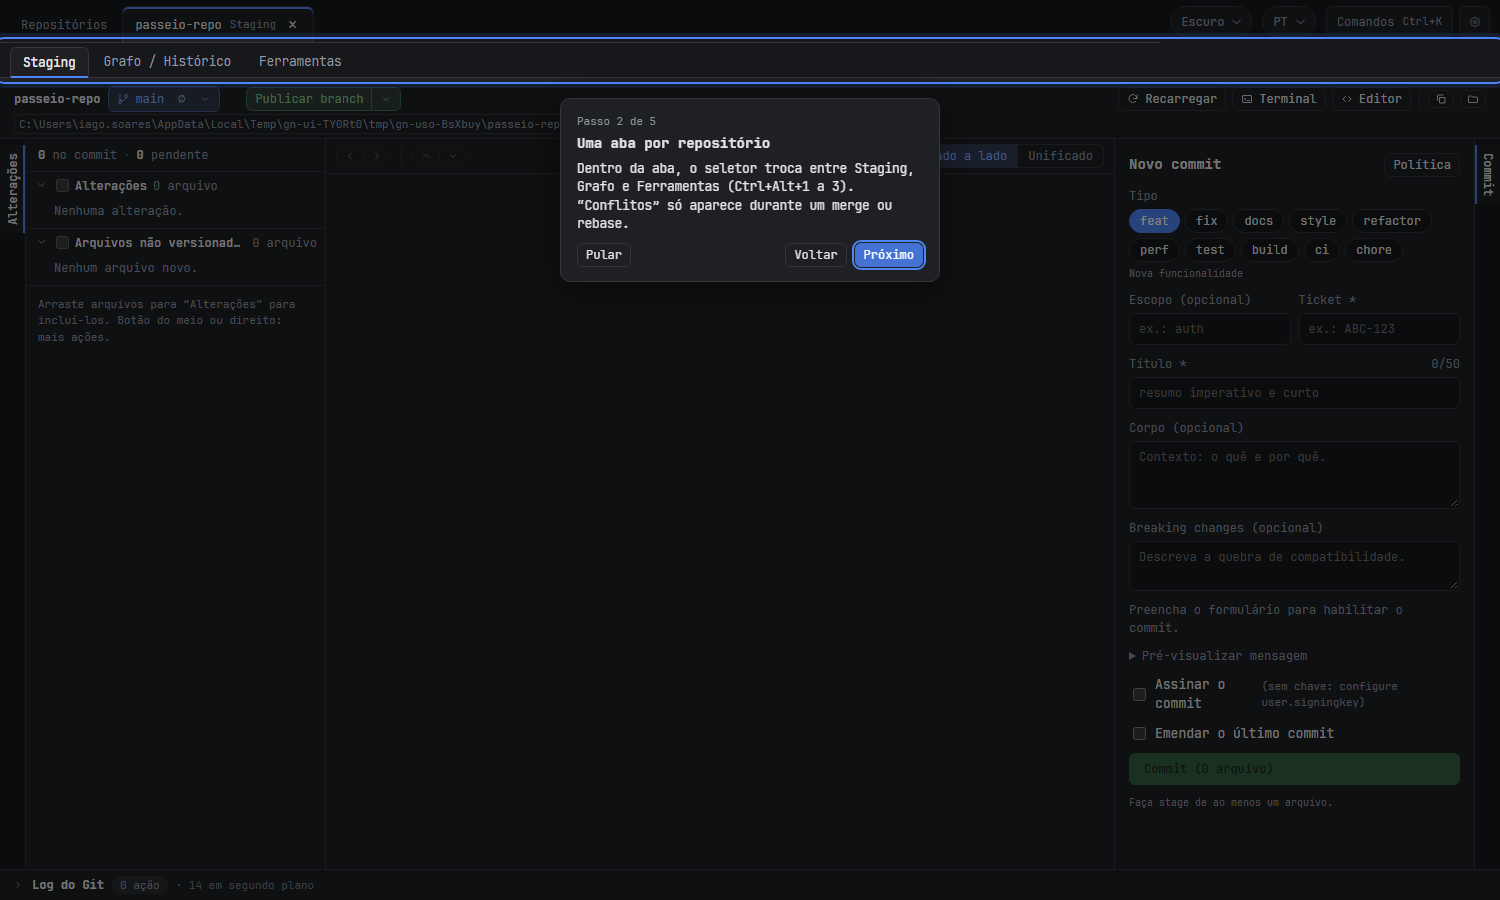 Repositórios
passeio-repo Staging ×
Escuro
PT
Comandos Ctrl+K
Staging
Grafo / Histórico
Ferramentas
passeio-repo
main
Publicar branch
Recarregar
Terminal
Editor
C:\Users\iago.soares\AppData\Local\Temp\gn-ui-TY0Rt0\tmp\gn-uso-BsXbuy\passeio-rep
Alterações
0 no commit · 0 pendente
Alterações 0 arquivo
Nenhuma alteração.
Arquivos não versionad… 0 arquivo
Nenhum arquivo novo.
Arraste arquivos para “Alterações” para
incluí-los. Botão do meio ou direito:
mais ações.
Passo 2 de 5
Uma aba por repositório
Dentro da aba, o seletor troca entre Staging,
Grafo e Ferramentas (Ctrl+Alt+1 a 3).
“Conflitos” só aparece durante um merge ou
rebase.
Pular
Voltar
Próximo
do a lado
Unificado
Novo commit
Política
Tipo
feat
fix
docs
style
refactor
perf
test
build
ci
chore
Nova funcionalidade
Escopo (opcional)
Ticket *
ex.: auth
ex.: ABC-123
Título *
0/50
resumo imperativo e curto
Corpo (opcional)
Contexto: o quê e por quê.
Breaking changes (opcional)
Descreva a quebra de compatibilidade.
Preencha o formulário para habilitar o
commit.
Pré-visualizar mensagem
Assinar o
commit
(sem chave: configure
user.signingkey)
Emendar o último commit
Commit (0 arquivo)
Faça stage de ao menos um arquivo.
Commit
Log do Git
0 ação
· 14 em segundo plano